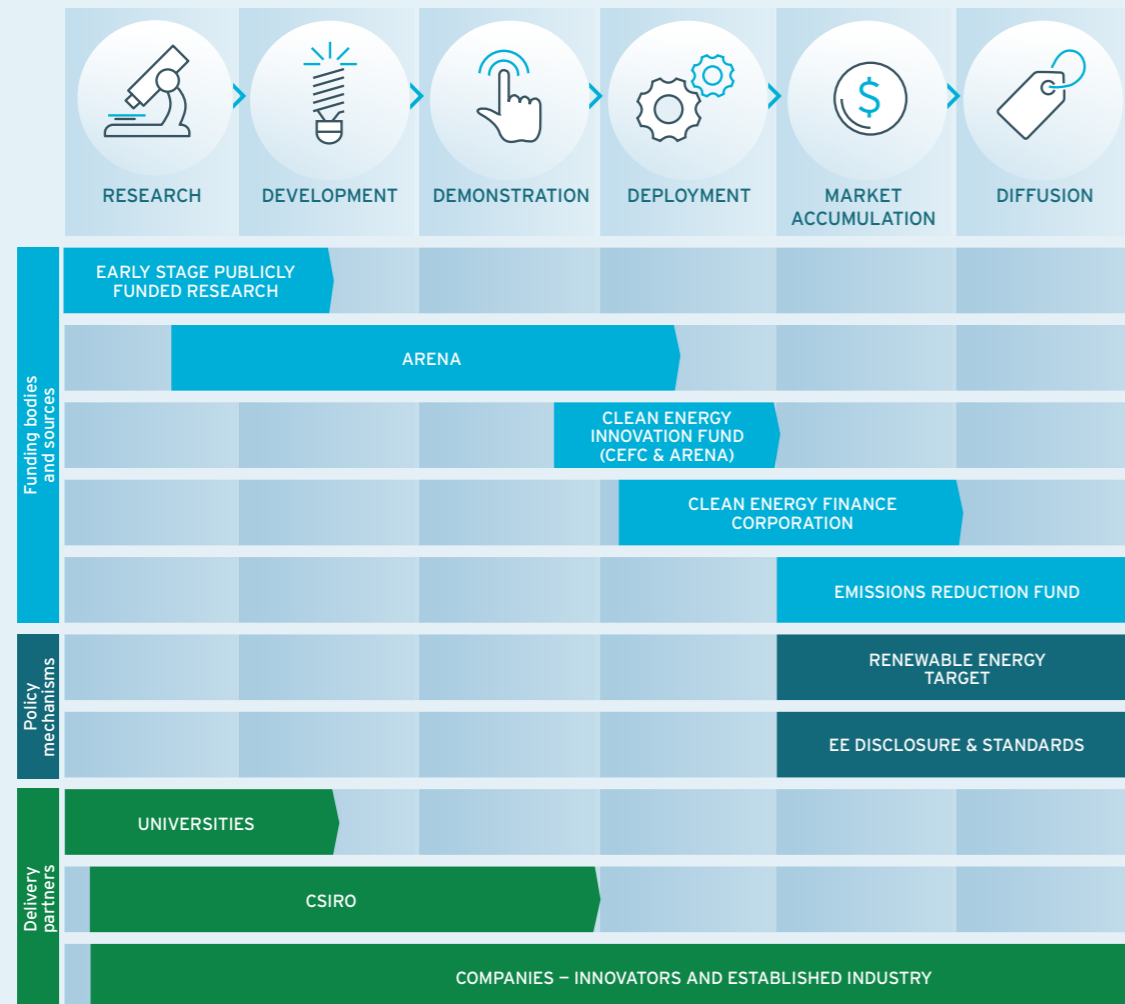 RESEARCH
DEVELOPMENT
DEMONSTRATION
DEPLOYMENT
MARKET
ACCUMULATION
DIFFUSION
Funding bodies
and sources
EARLY STAGE PUBLICLY
FUNDED RESEARCH
ARENA
CLEAN ENERGY
INNOVATION FUND
(CEFC & ARENA)
CLEAN ENERGY FINANCE
CORPORATION
EMISSIONS REDUCTION FUND
Policy
mechanisms
RENEWABLE ENERGY
TARGET
EE DISCLOSURE & STANDARDS
Delivery
partners
UNIVERSITIES
CSIRO
COMPANIES – INNOVATORS AND ESTABLISHED INDUSTRY